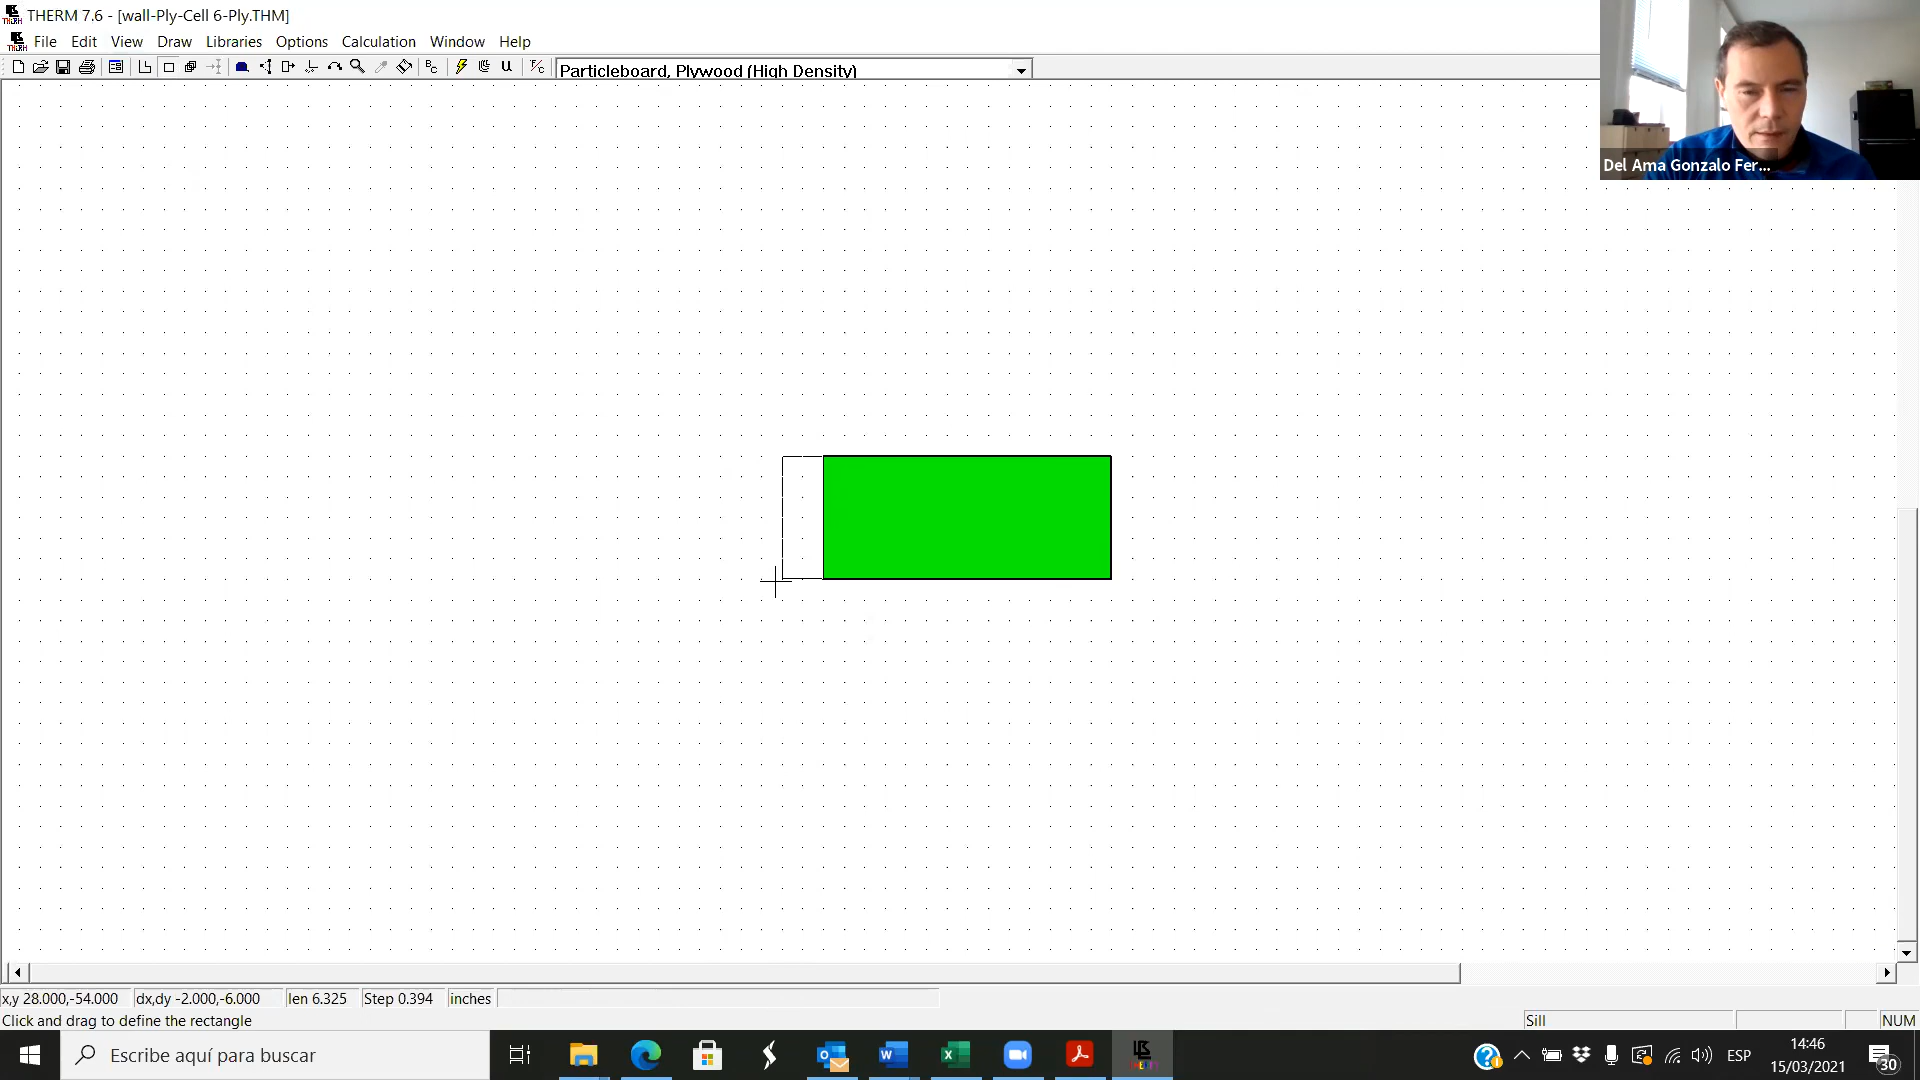 THERM 7.6 - [wall-Ply-Cell 6-Ply.THM]
File Edit View Draw Libraries Options Calculation Window Help
Particleboard, Plywood (High Density)
Del Ama Gonzalo Fer...
x,y 28.000,-54.000 dx,dy -2.000,-6.000 len 6.325 Step 0.394 inches
Click and drag to define the rectangle
Sill
NUM
Escribe aquí para buscar
ESP
14:46
15/03/2021
30